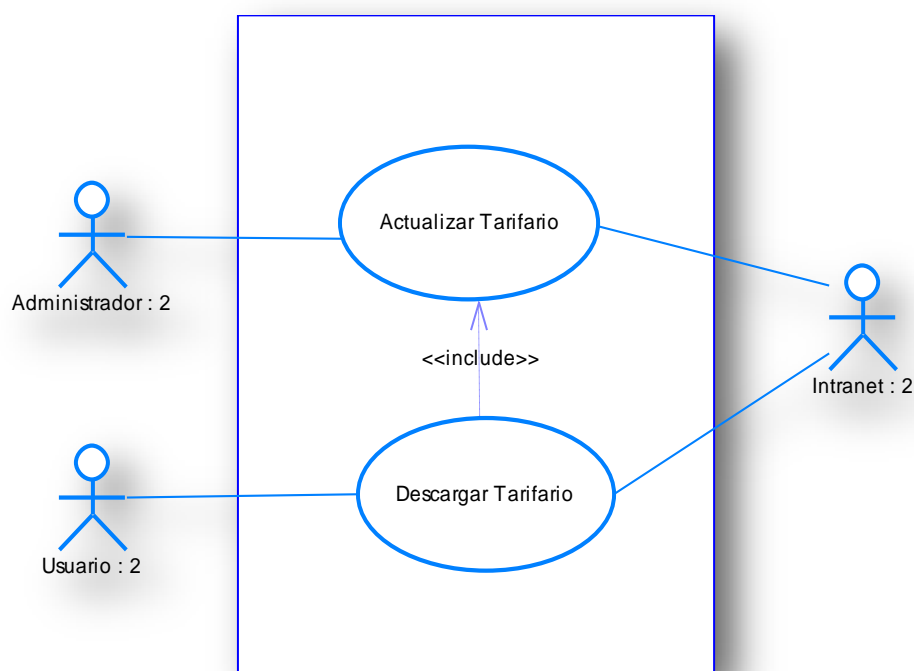 Actualizar Tarifario
Administrador : 2
<<include>>
Intranet : 2
Descargar Tarifario
Usuario : 2